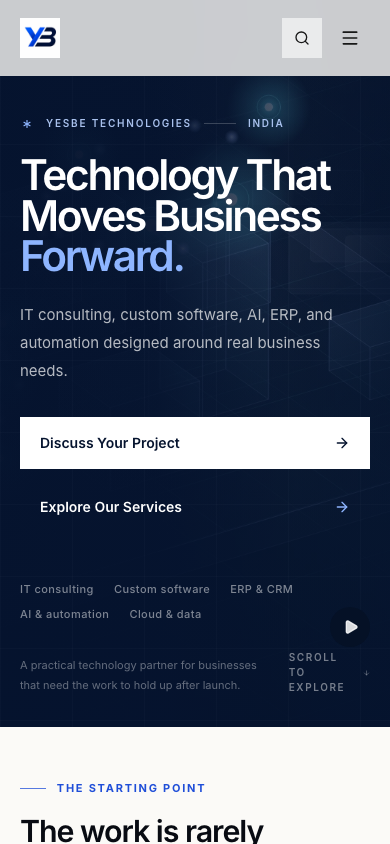 YB
YESBE TECHNOLOGIES INDIA
Technology That
Moves Business
Forward.
IT consulting, custom software, AI, ERP, and
automation designed around real business
needs.
Discuss Your Project
Explore Our Services
IT consulting Custom software ERP & CRM
AI & automation Cloud & data
A practical technology partner for businesses
that need the work to hold up after launch.
SCROLL
TO
EXPLORE
THE STARTING POINT
The work is rarely